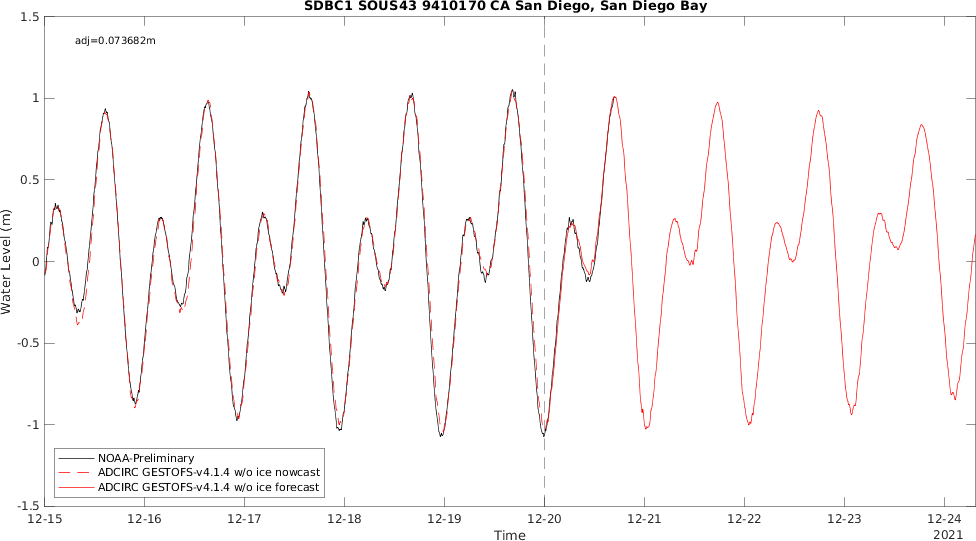 SDBC1 SOUS43 9410170 CA San Diego, San Diego Bay
adj=0.073682m
1.5
1
0.5
0
-0.5
-1
-1.5
Water Level (m)
NOAA-Preliminary
ADCIRC GESTOFS-v4.1.4 w/o ice nowcast
ADCIRC GESTOFS-v4.1.4 w/o ice forecast
12-15 12-16 12-17 12-18 12-19 12-20 12-21 12-22 12-23 12-24
Time
2021